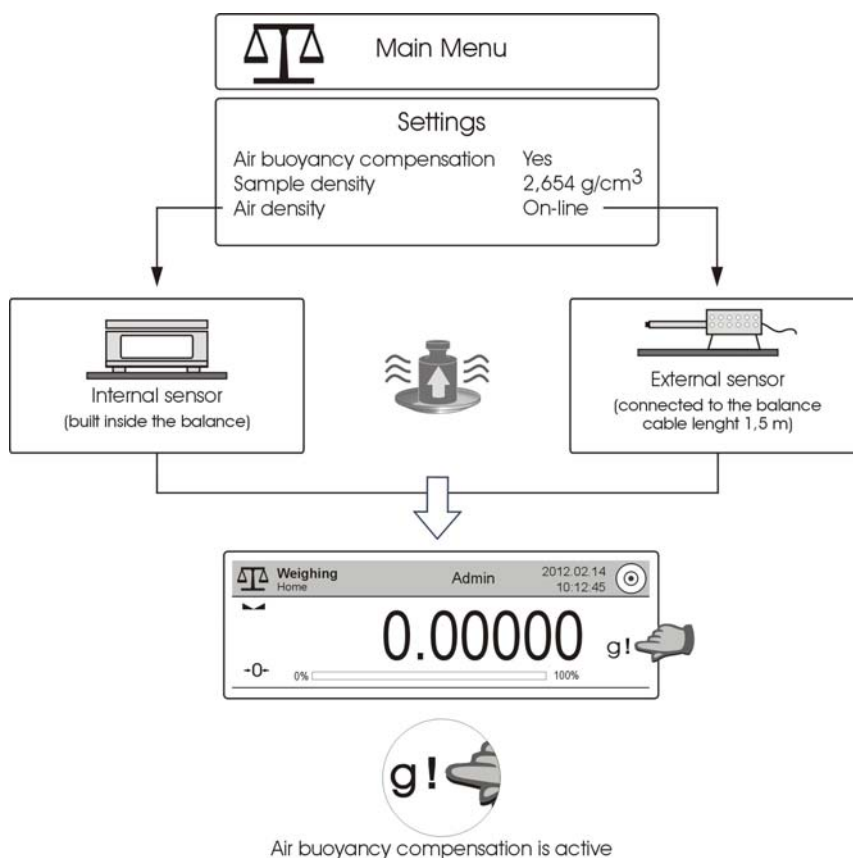 Main Menu
Settings
Air buoyancy compensation Yes
Sample density 2,654 g/cm³
Air density On-line
Internal sensor
(built inside the balance)
External sensor
(connected to the balance
cable lenght 1,5 m)
Weighing Admin 2012.02.14
Home 10:12:45
0.00000 g!
→0←
0% 100%
g!
Air buoyancy compensation is active